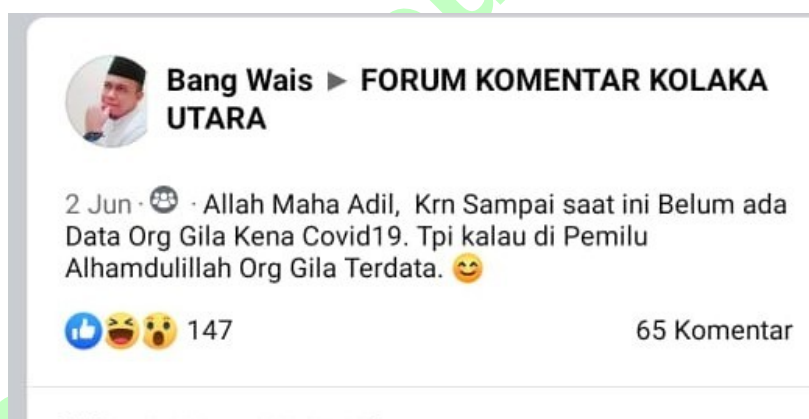 Bang Wais ▶ FORUM KOMENTAR KOLAKA
UTARA
2 Jun · · Allah Maha Adil, Krn Sampai saat ini Belum ada
Data Org Gila Kena Covid19. Tpi kalau di Pemilu
Alhamdulillah Org Gila Terdata. 😊
147 65 Komentar